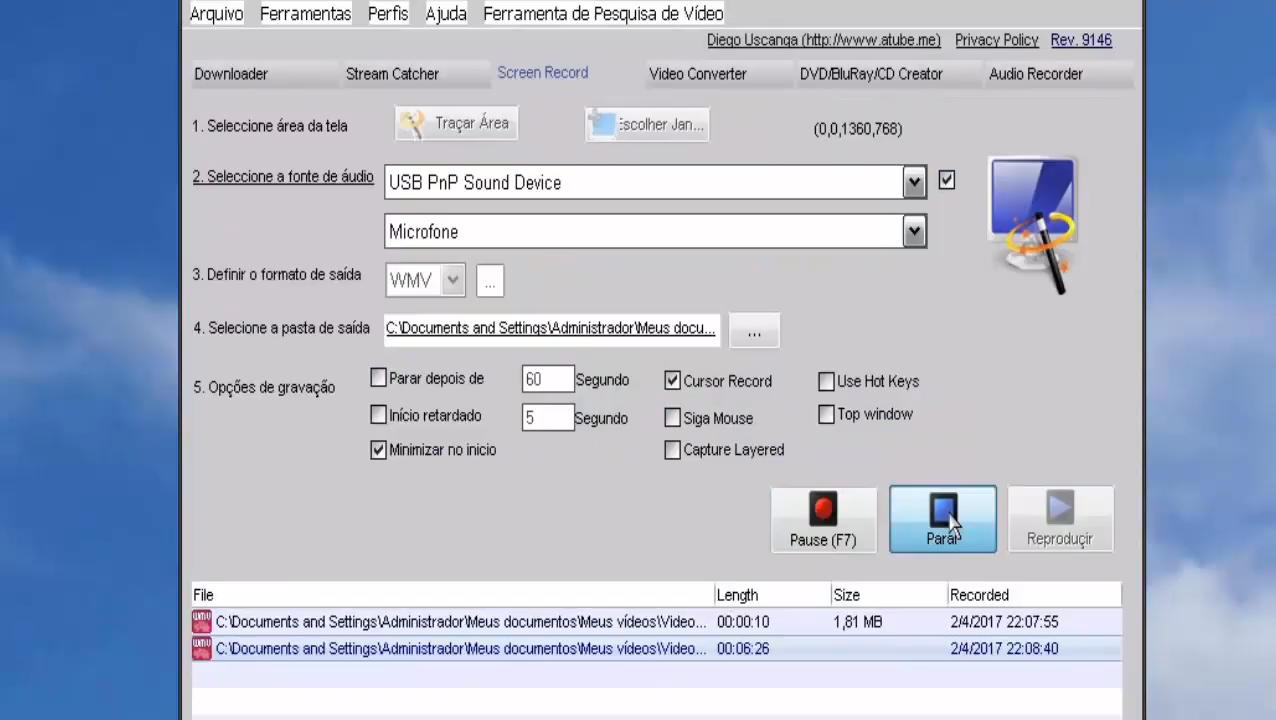 Arquivo Ferramentas Perfis Ajuda Ferramenta de Pesquisa de Vídeo
Diego Uscanga (http://www.atube.me) Privacy Policy Rev. 9146
Downloader Stream Catcher Screen Record Video Converter DVD/BluRay/CD Creator Audio Recorder
1. Seleccione área da tela Traçar Área Escolher Jan... (0,0,1360,768)
2. Seleccione a fonte de áudio USB PnP Sound Device
Microfone
3. Definir o formato de saída WMV ...
4. Selecione a pasta de saída C:\Documents and Settings\Administrador\Meus docu... ...
5. Opções de gravação Parar depois de 60 Segundo Cursor Record Use Hot Keys
Início retardado 5 Segundo Siga Mouse Top window
Minimizar no inicio Capture Layered
Pause (F7) Parar Reproduçir
File Length Size Recorded
C:\Documents and Settings\Administrador\Meus documentos\Meus vídeos\Video... 00:00:10 1,81 MB 2/4/2017 22:07:55
C:\Documents and Settings\Administrador\Meus documentos\Meus vídeos\Video... 00:06:26 2/4/2017 22:08:40